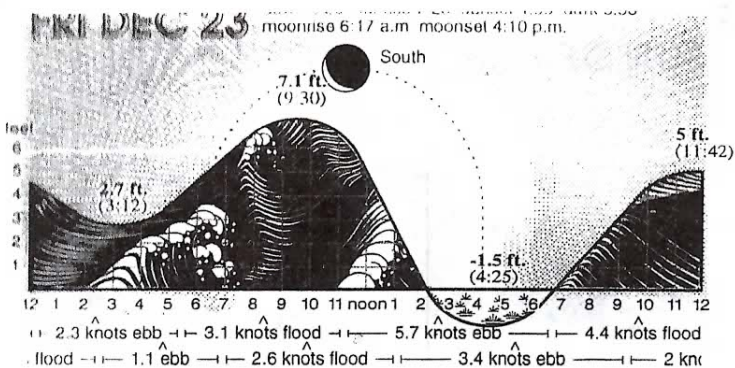 FRI DEC 23
moonrise 6:17 a.m moonset 4:10 p.m.
South
7.1 ft.
(9 30)
feet
5 ft.
(11:42)
2.7 ft.
(3:12)
-1.5 ft.
(4:25)
6
5
4
3
2
1
12 1 2 3 4 5 6 7 8 9 10 11 noon 1 2 3 4 5 6 7 8 9 10 11 12
2.3 knots ebb 3.1 knots flood 5.7 knots ebb 4.4 knots flood
flood 1.1 ebb 2.6 knots flood 3.4 knots ebb 2 kno